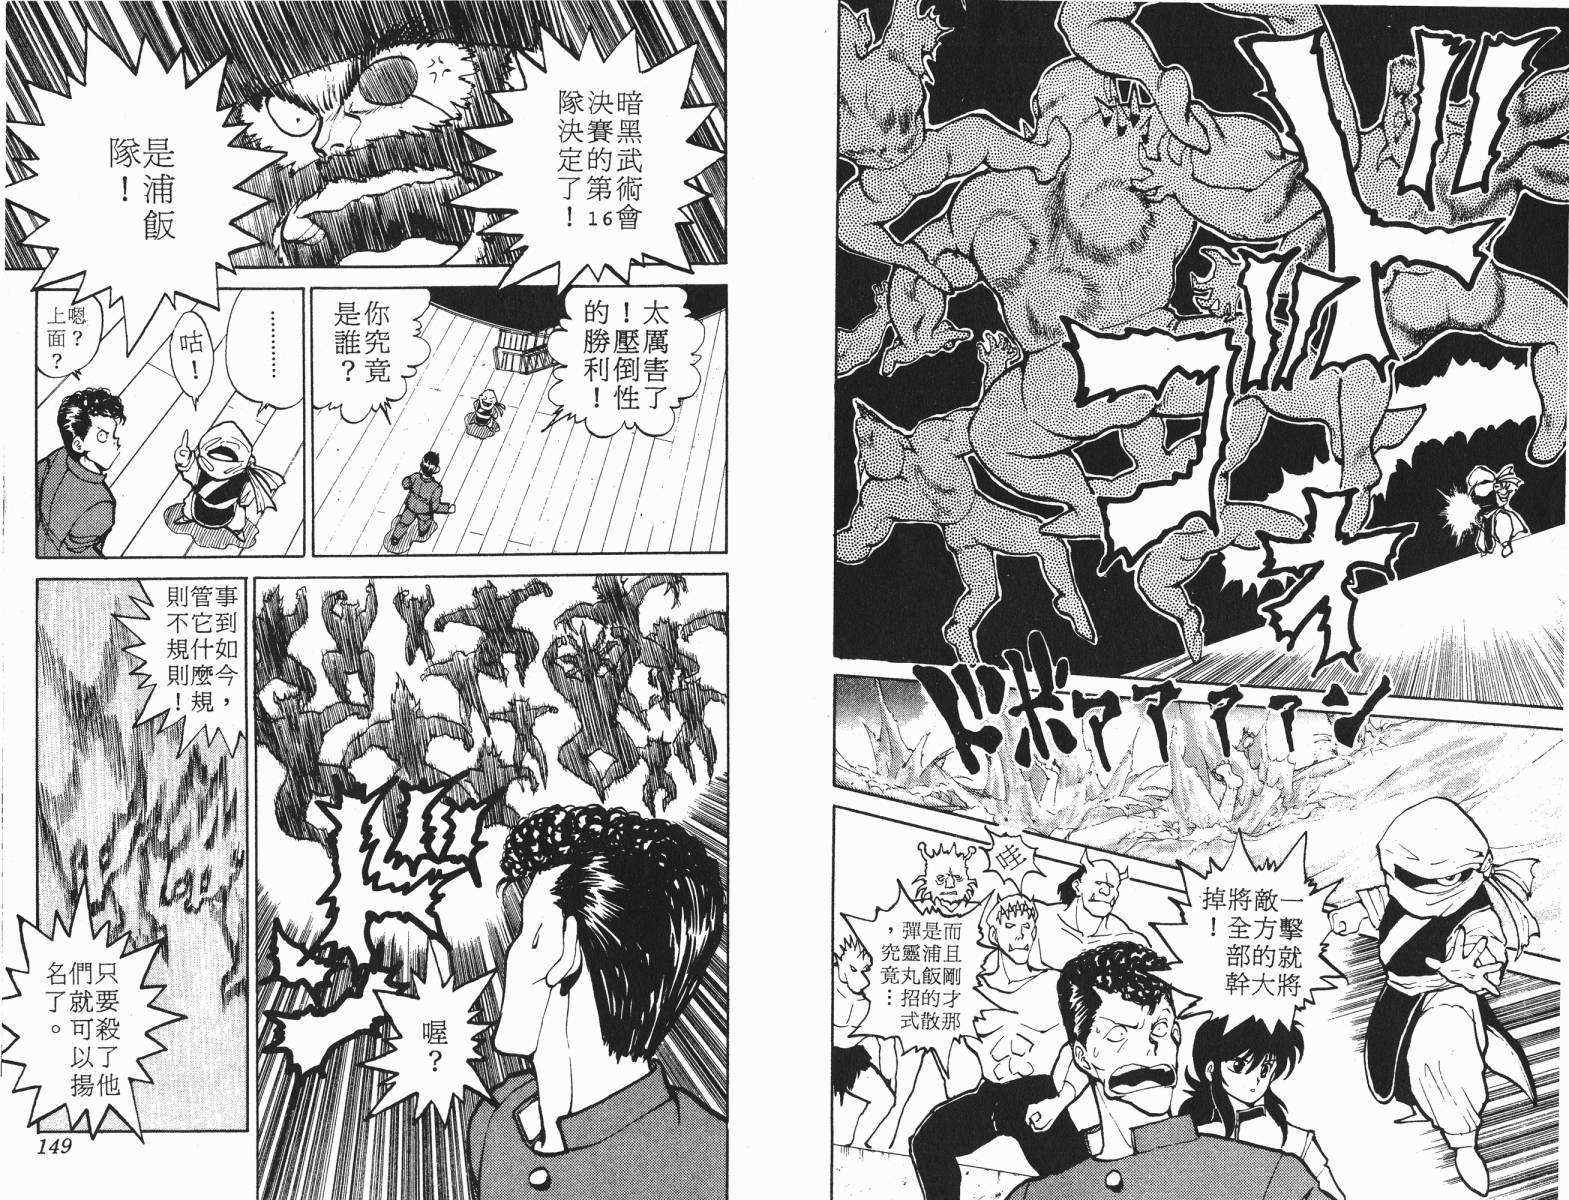 ドボァァァァァン
一擊就將
敵方的大
將全部幹
掉！
哇
而且剛才那
是浦飯的散
彈靈丸招式
，究竟…
暗黑武術會
決賽的第16
隊決定了！
是浦飯
隊！
太厲害了
！壓倒性
的勝利！
你究竟
是誰？
…………
咕！
嗯？
上面？
喔？
事到如今，
管它什麼規
則不規則！
只要殺了他
們就可以揚
名了。
149